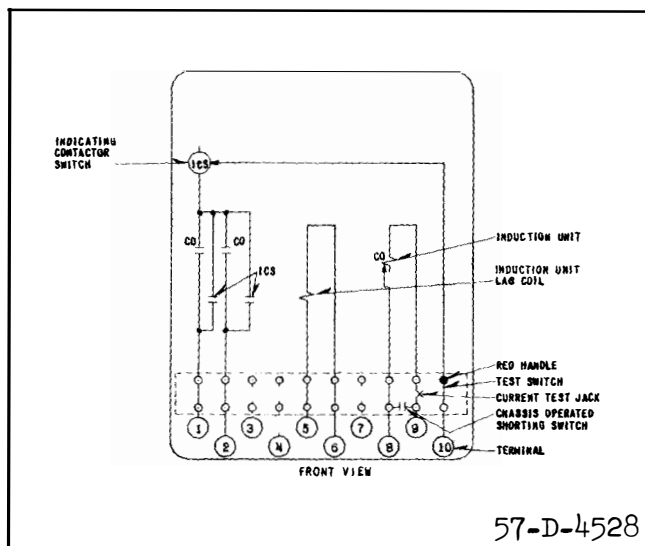 INDICATING
CONTACTOR
SWITCH
ICS
CO
CO
ICS
CO
INDUCTION UNIT
INDUCTION UNIT
LAG COIL
RED HANDLE
TEST SWITCH
CURRENT TEST JACK
CHASSIS OPERATED
SHORTING SWITCH
TERMINAL
1
3
5
7
9
2
4
6
8
10
FRONT VIEW
57-D-4528